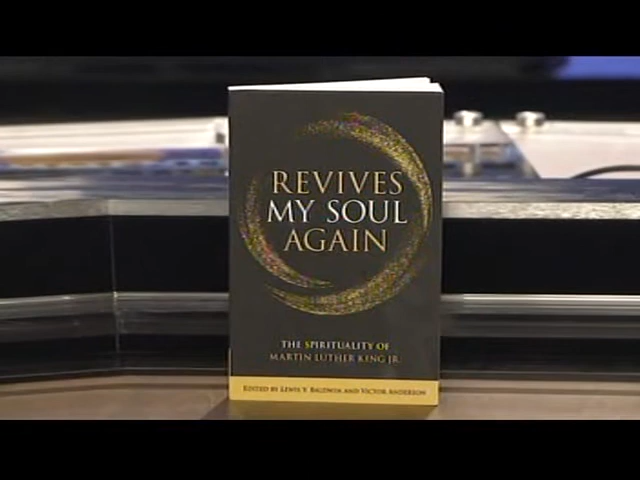 REVIVES
MY SOUL
AGAIN
THE SPIRITUALITY OF
MARTIN LUTHER KING JR.
EDITED BY LEWIS V. BALDWIN AND VICTOR ANDERSON